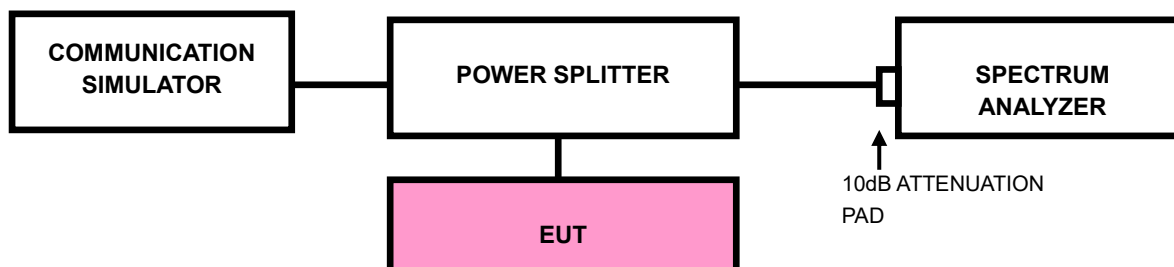 COMMUNICATION
SIMULATOR
POWER SPLITTER
SPECTRUM
ANALYZER
10dB ATTENUATION
PAD
EUT